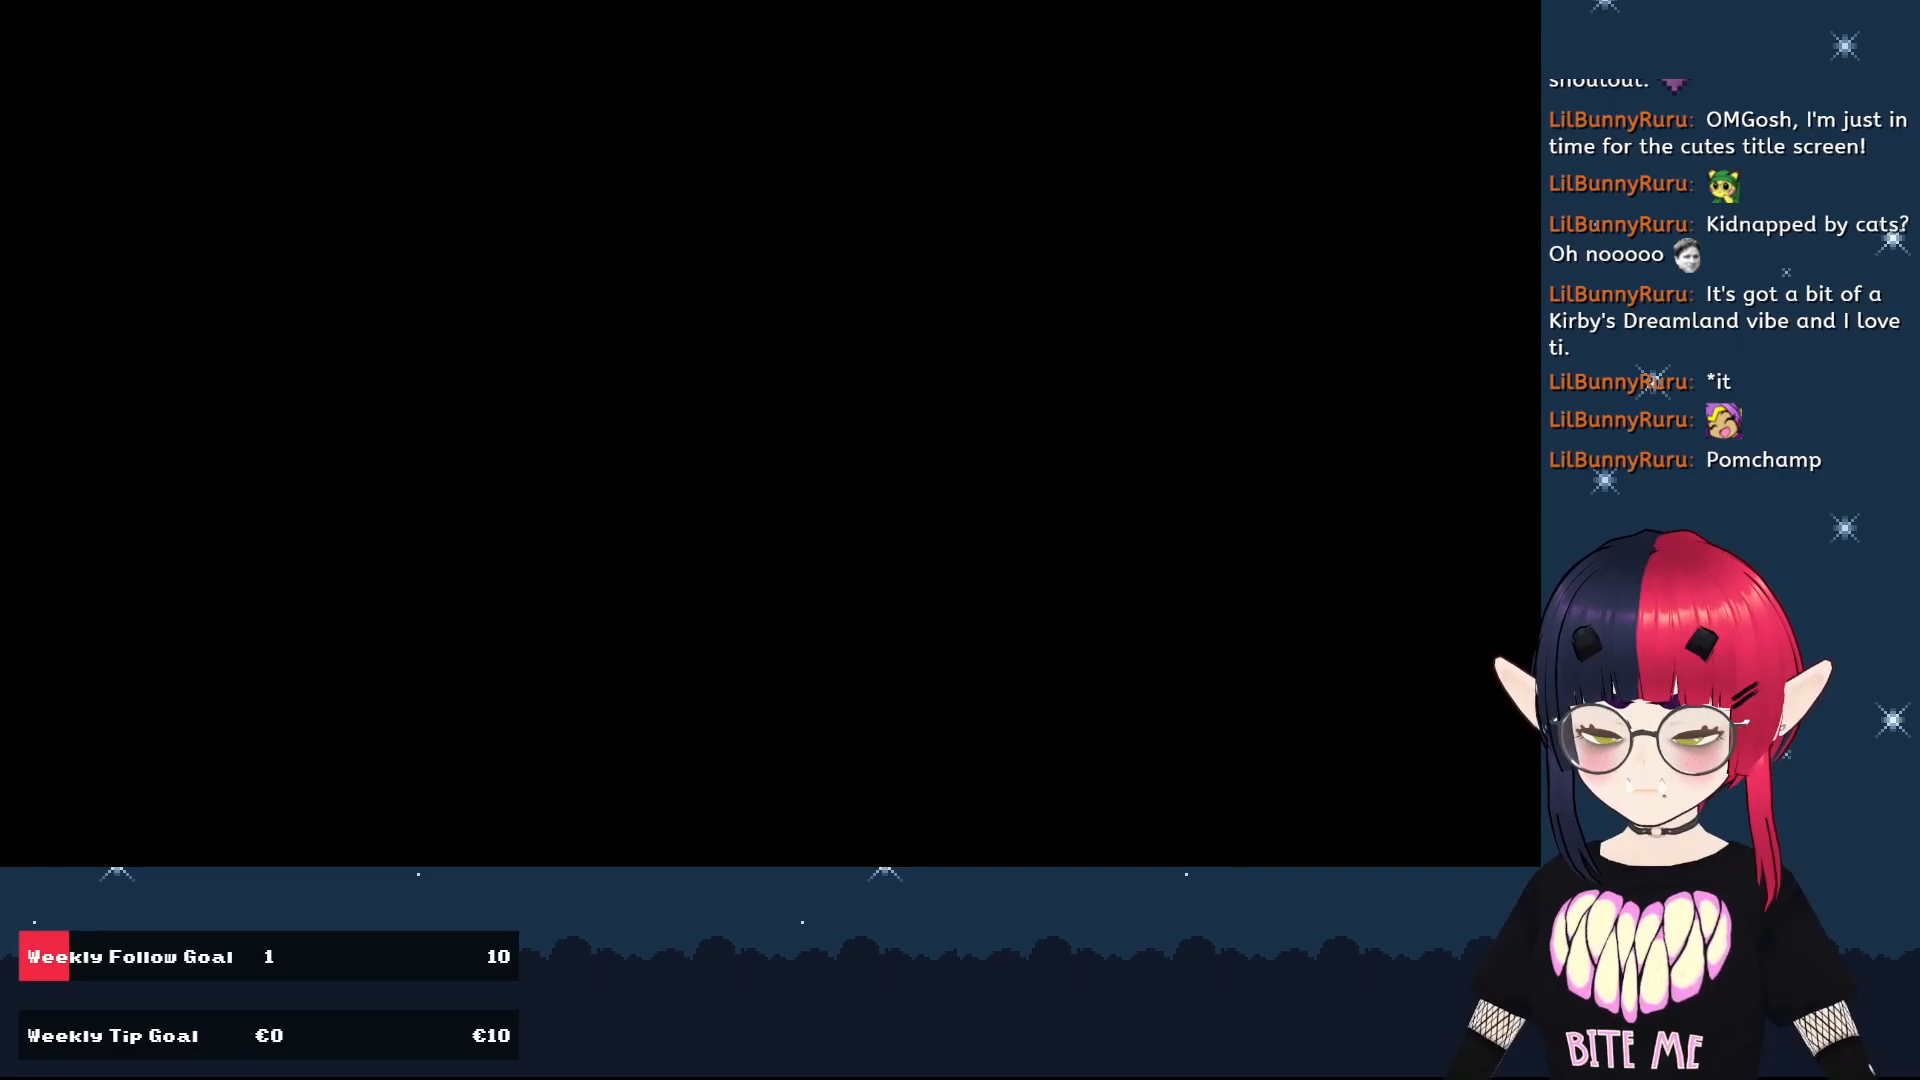 shoutout.
LilBunnyRuru: OMGosh, I'm just in
time for the cutes title screen!
LilBunnyRuru:
LilBunnyRuru: Kidnapped by cats?
Oh nooooo
LilBunnyRuru: It's got a bit of a
Kirby's Dreamland vibe and I love
ti.
LilBunnyRuru: *it
LilBunnyRuru:
LilBunnyRuru: Pomchamp
Weekly Follow Goal 1 10
Weekly Tip Goal €0 €10
BITE ME